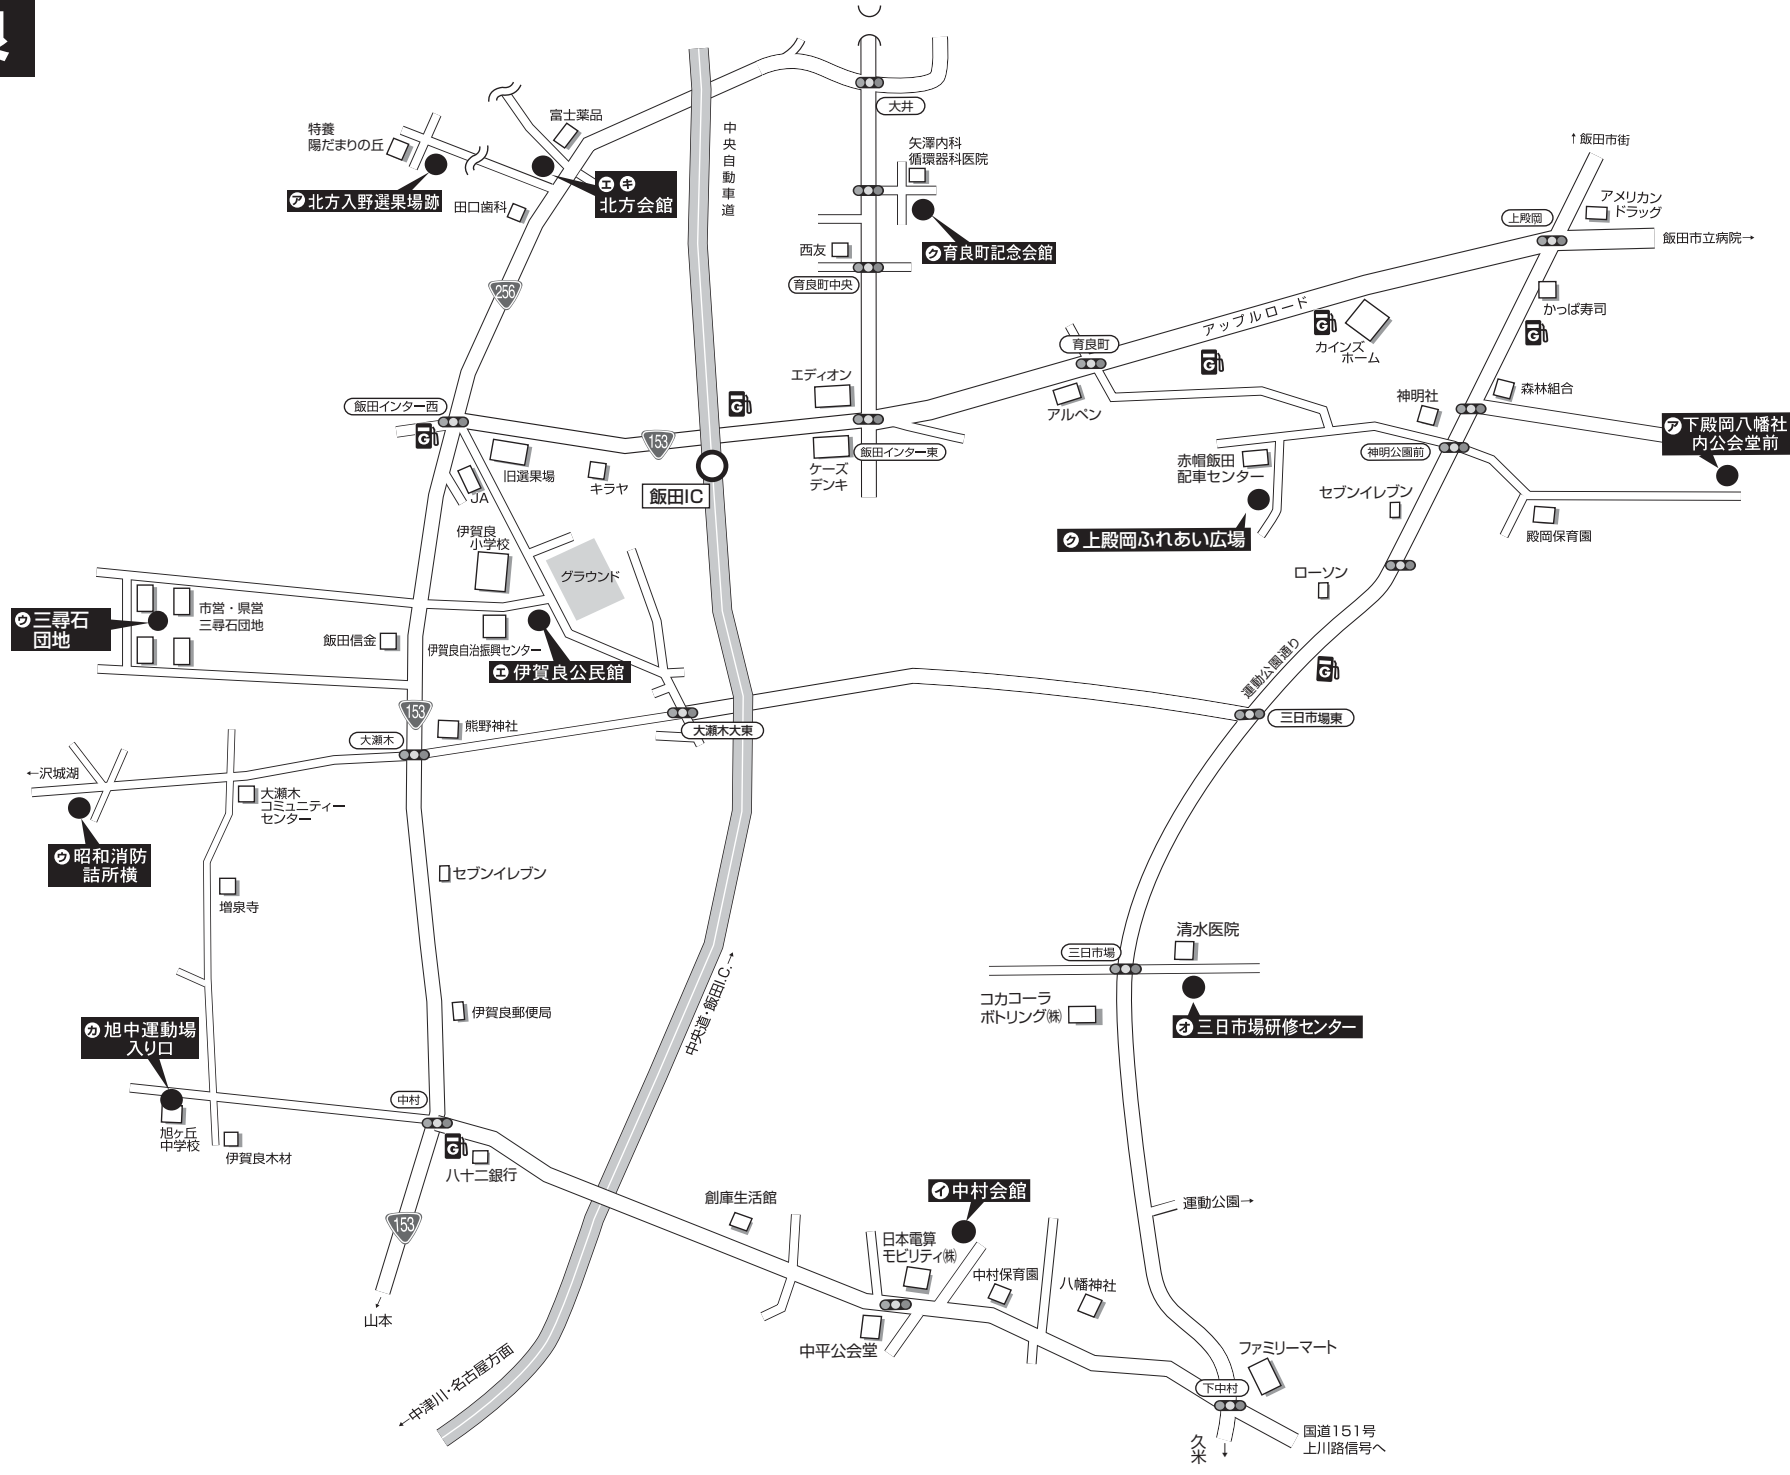 大井
富士薬品
特養
陽だまりの丘
中央自動車道
矢澤内科
循環器科医院
↑飯田市街
㋐北方入野選果場跡
田口歯科
㋓ ㋖
北方会館
アメリカン
ドラッグ
上殿岡
飯田市立病院→
西友
㋗育良町記念会館
育良町中央
256
アップルロード
かっぱ寿司
カインズ
ホーム
育良町
エディオン
アルペン
神明社
森林組合
飯田インター西
G
G
G
G
G
153
旧選果場
キラヤ
飯田IC
ケーズ
デンキ
飯田インター東
赤帽飯田
配車センター
神明公園前
㋐下殿岡八幡社
内公会堂前
JA
セブンイレブン
伊賀良
小学校
㋗上殿岡ふれあい広場
殿岡保育園
グラウンド
ローソン
㋒三尋石
団地
市営・県営
三尋石団地
飯田信金
伊賀良自治振興センター
㋓伊賀良公民館
運動公園通り
G
153
熊野神社
大瀬木
大瀬木大東
三日市場東
←沢城湖
大瀬木
コミュニティー
センター
㋒昭和消防
詰所横
セブンイレブン
増泉寺
清水医院
三日市場
中央道・飯田I.C.→
コカコーラ
ボトリング㈱
㋔三日市場研修センター
伊賀良郵便局
㋕旭中運動場
入り口
中村
旭ヶ丘
中学校
伊賀良木材
G
八十二銀行
153
山本
創庫生活館
㋑中村会館
日本電算
モビリティ㈱
中村保育園
八幡神社
運動公園→
中平公会堂
←中津川・名古屋方面
ファミリーマート
下中村
久米
↓
国道151号
上川路信号へ